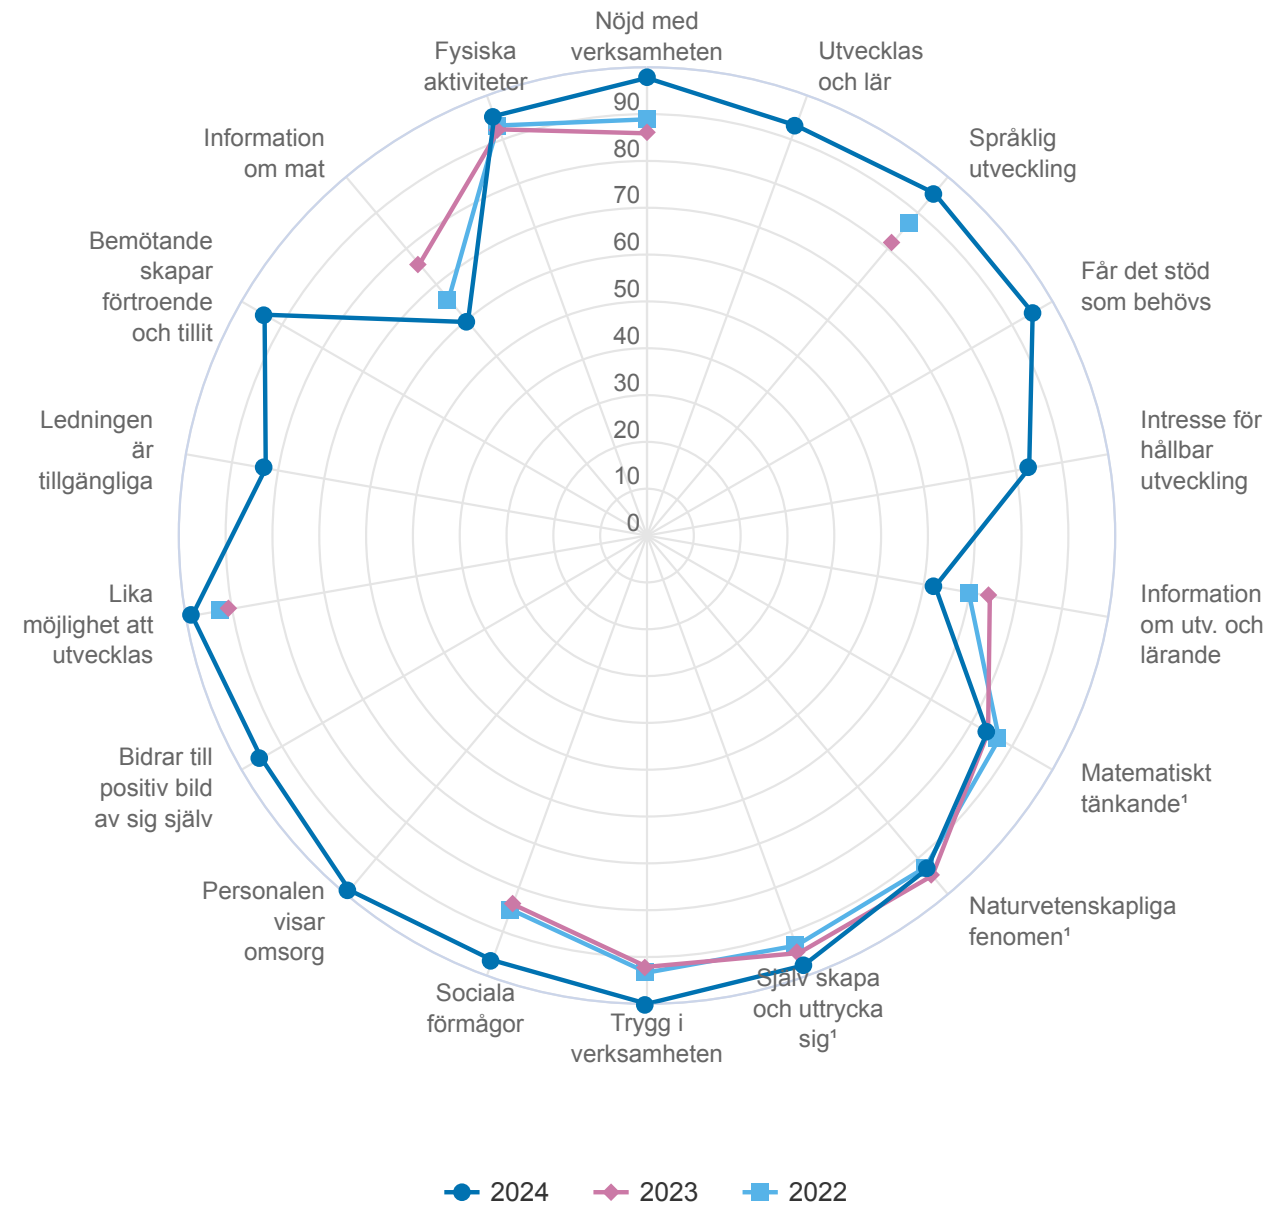 Nöjd med
verksamheten
Utvecklas
och lär
Språklig
utveckling
Får det stöd
som behövs
Intresse för
hållbar
utveckling
Information
om utv. och
lärande
Matematiskt
tänkande¹
Naturvetenskapliga
fenomen¹
Själv skapa
och uttrycka
sig¹
Trygg i
verksamheten
Sociala
förmågor
Personalen
visar
omsorg
Bidrar till
positiv bild
av sig själv
Lika
möjlighet att
utvecklas
Ledningen
är
tillgängliga
Bemötande
skapar
förtroende
och tillit
Information
om mat
Fysiska
aktiviteter
90
80
70
60
50
40
30
20
10
0
2024
2023
2022